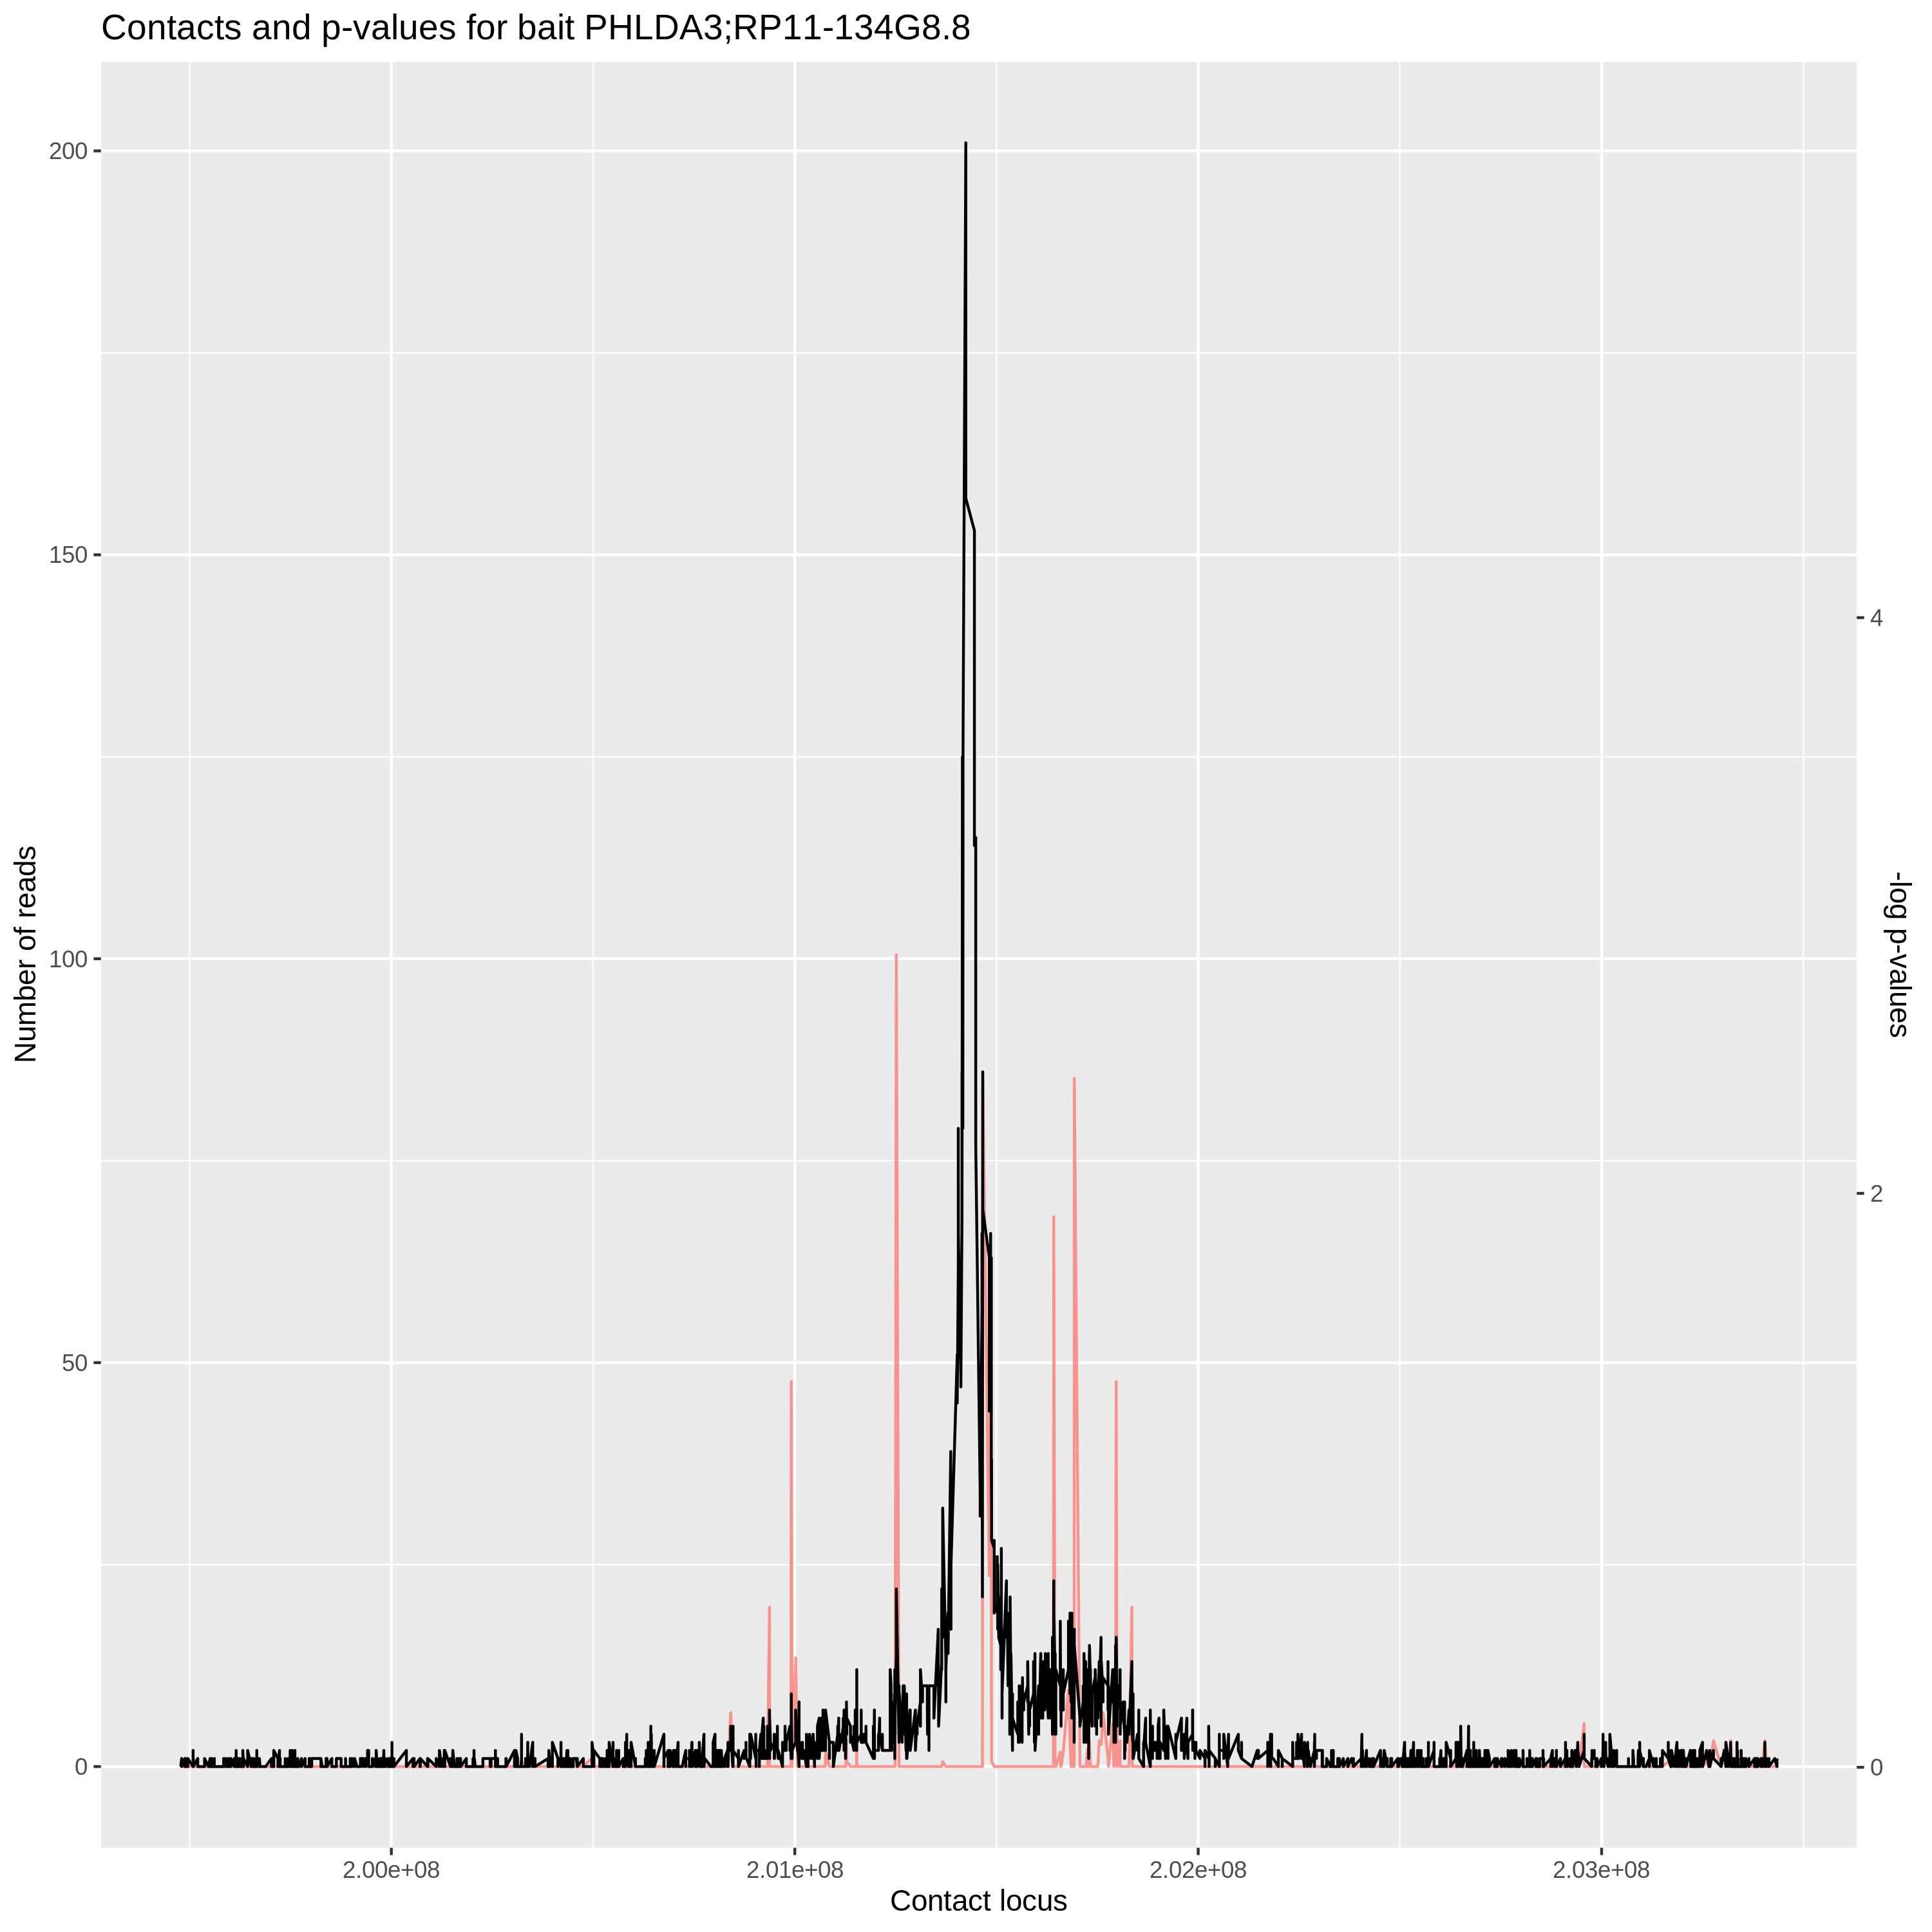 Contacts and p-values for bait PHLDA3;RP11-134G8.8
200
150
100
50
0
Number of reads
4
2
0
-log p-values
2.00e+08
2.01e+08
2.02e+08
2.03e+08
Contact locus